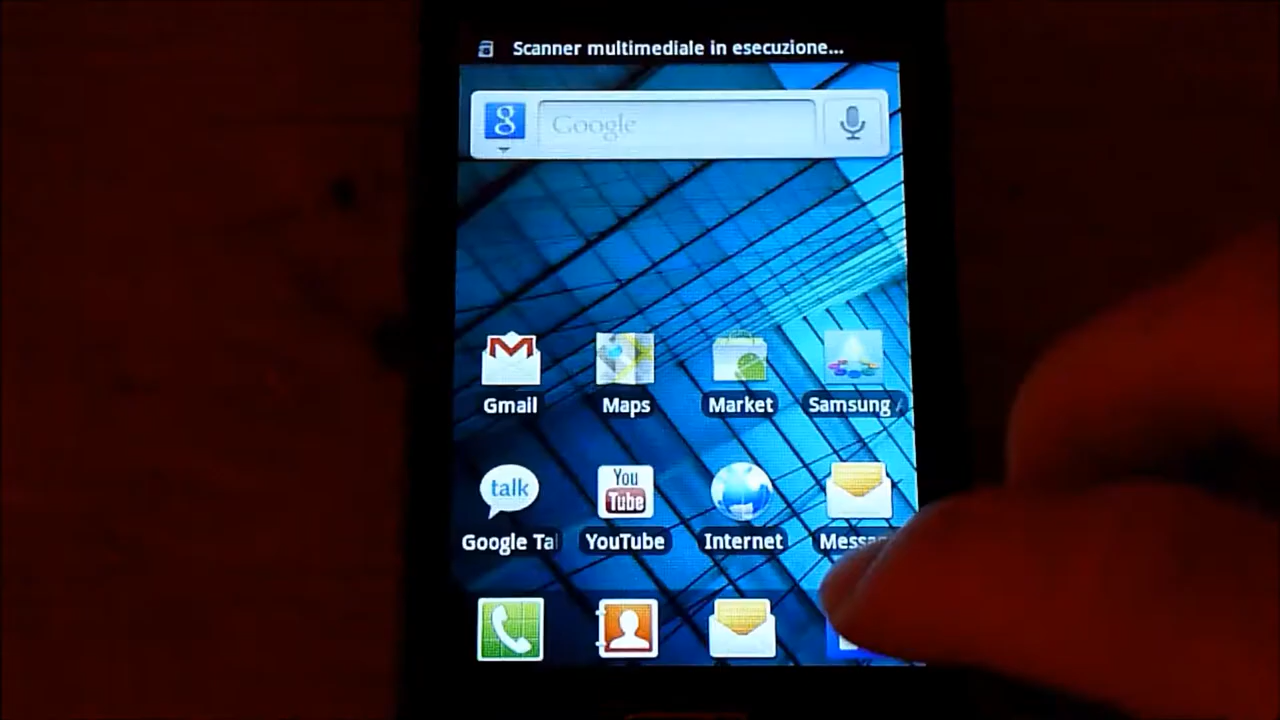 Scanner multimediale in esecuzione...
g Google
Gmail Maps Market Samsung
talk You Tube
Google Ta YouTube Internet Messa